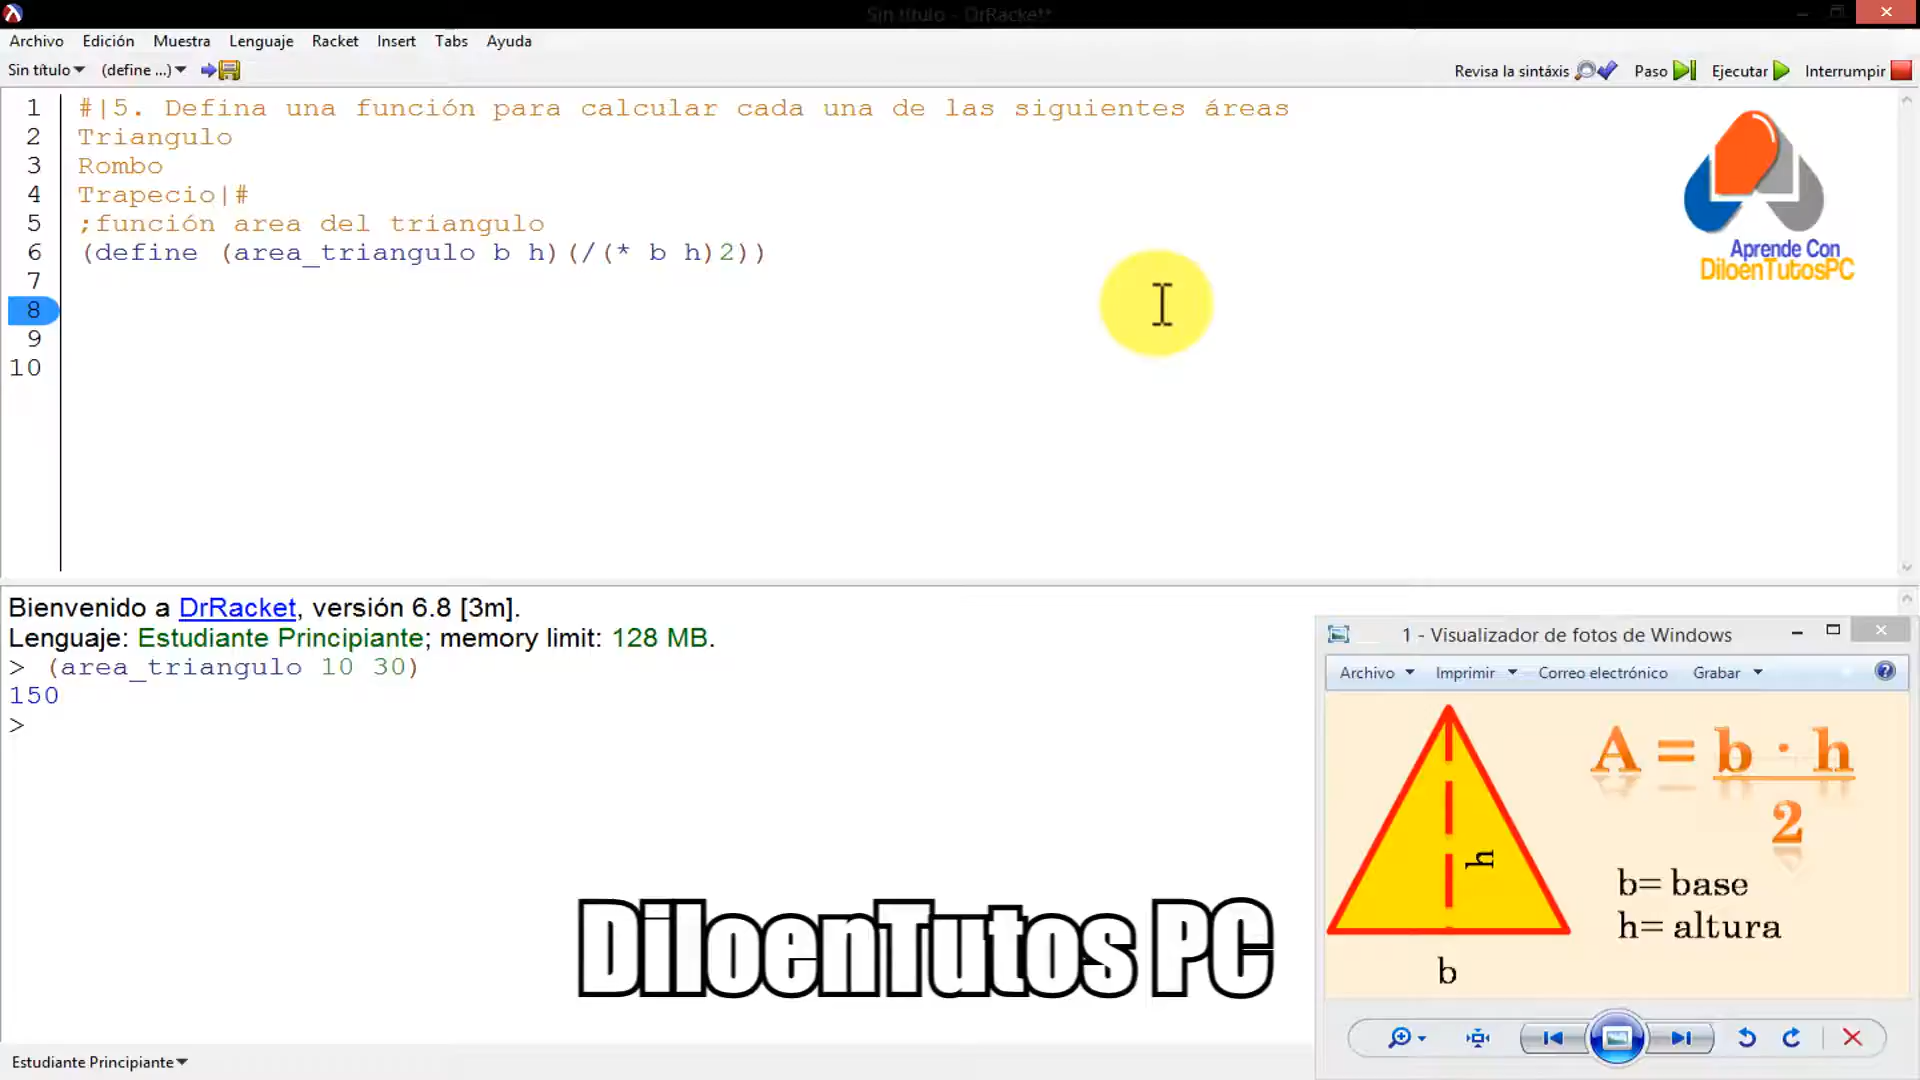 Sin título - DrRacket*
Archivo Edición Muestra Lenguaje Racket Insert Tabs Ayuda
Sin título (define ...) Revisa la sintáxis Paso Ejecutar Interrumpir
1 #|5. Defina una función para calcular cada una de las siguientes áreas
2 Triangulo
3 Rombo
4 Trapecio|#
5 ;función area del triangulo
6 (define (area_triangulo b h)(/(* b h)2))
7
8
9
10
Aprende Con
DiloenTutosPC
Bienvenido a DrRacket, versión 6.8 [3m].
Lenguaje: Estudiante Principiante; memory limit: 128 MB.
> (area_triangulo 10 30)
150
>
1 - Visualizador de fotos de Windows
Archivo Imprimir Correo electrónico Grabar
A = b · h
2
h
b= base
h= altura
b
DiloenTutos PC
Estudiante Principiante